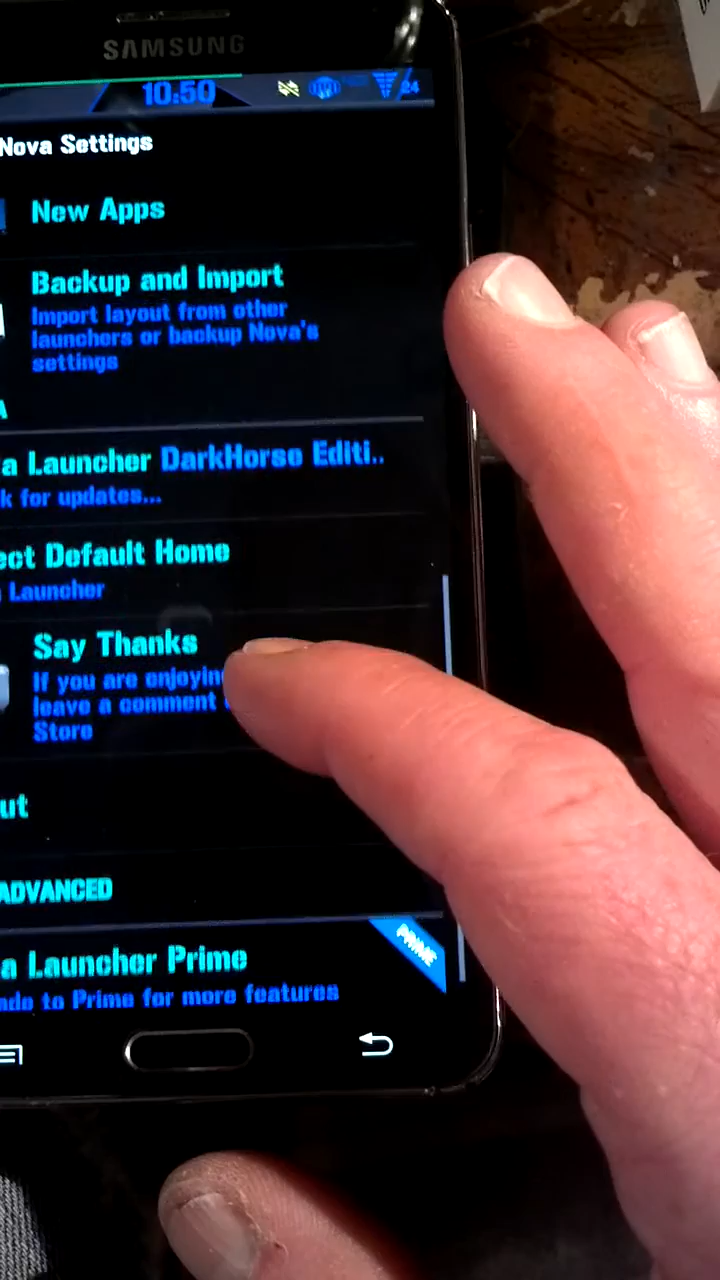 SAMSUNG
10:50
24
Nova Settings
New Apps
Backup and Import
Import layout from other
launchers or backup Nova's
settings
A
a Launcher DarkHorse Editi..
k for updates...
ect Default Home
Launcher
Say Thanks
If you are enjoyin
leave a comment
Store
ut
ADVANCED
a Launcher Prime
PRIME
ade to Prime for more features